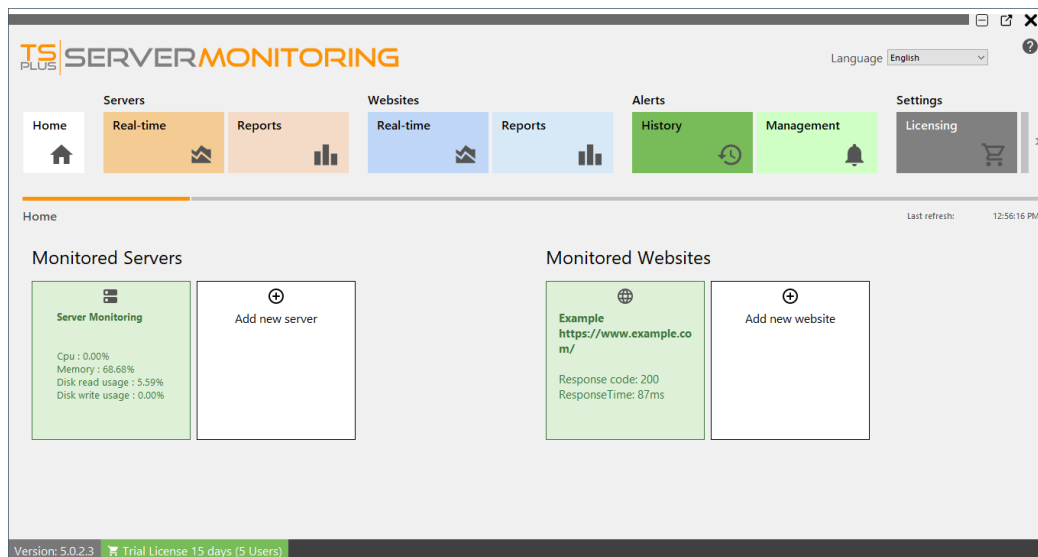 TS PLUS SERVERMONITORING
Language English
Servers
Websites
Alerts
Settings
Home
Real-time
Reports
Real-time
Reports
History
Management
Licensing
Home
Last refresh: 12:56:16 PM
Monitored Servers
Monitored Websites
Server Monitoring
Cpu : 0.00%
Memory : 68.68%
Disk read usage : 5.59%
Disk write usage : 0.00%
Add new server
Example
https://www.example.co
m/
Response code: 200
ResponseTime: 87ms
Add new website
Version: 5.0.2.3
Trial License 15 days (5 Users)